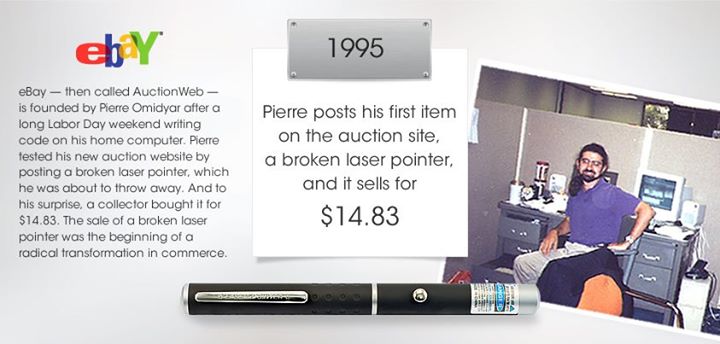 ebaY™
eBay — then called AuctionWeb —
is founded by Pierre Omidyar after a
long Labor Day weekend writing
code on his home computer. Pierre
tested his new auction website by
posting a broken laser pointer, which
he was about to throw away. And to
his surprise, a collector bought it for
$14.83. The sale of a broken laser
pointer was the beginning of a
radical transformation in commerce.
1995
Pierre posts his first item
on the auction site,
a broken laser pointer,
and it sells for
$14.83